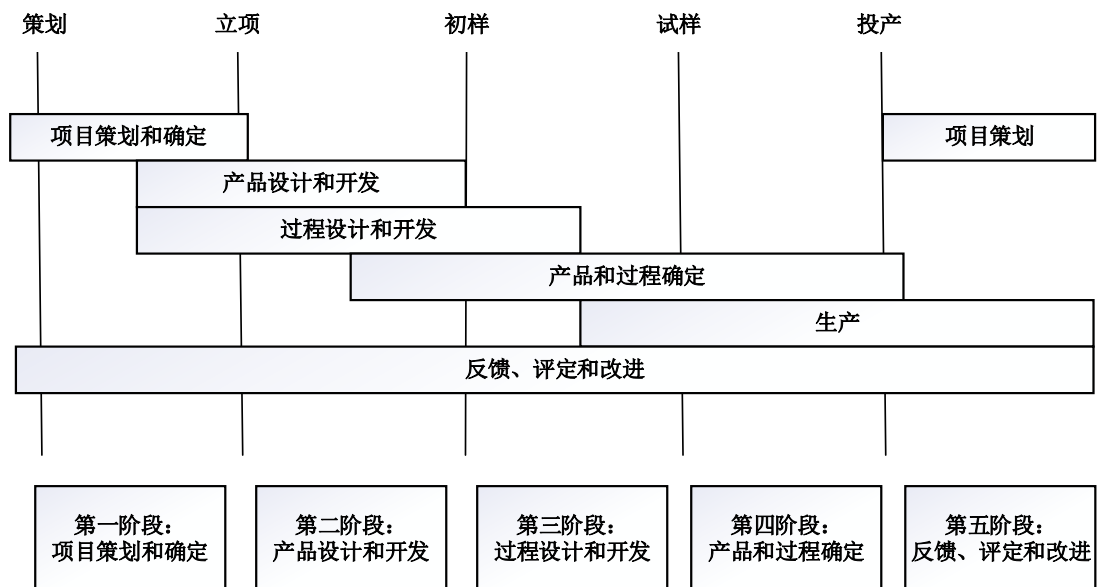 策划 立项 初样 试样 投产
项目策划和确定 项目策划
产品设计和开发
过程设计和开发
产品和过程确定
生产
反馈、评定和改进
第一阶段：
项目策划和确定
第二阶段：
产品设计和开发
第三阶段：
过程设计和开发
第四阶段：
产品和过程确定
第五阶段：
反馈、评定和改进